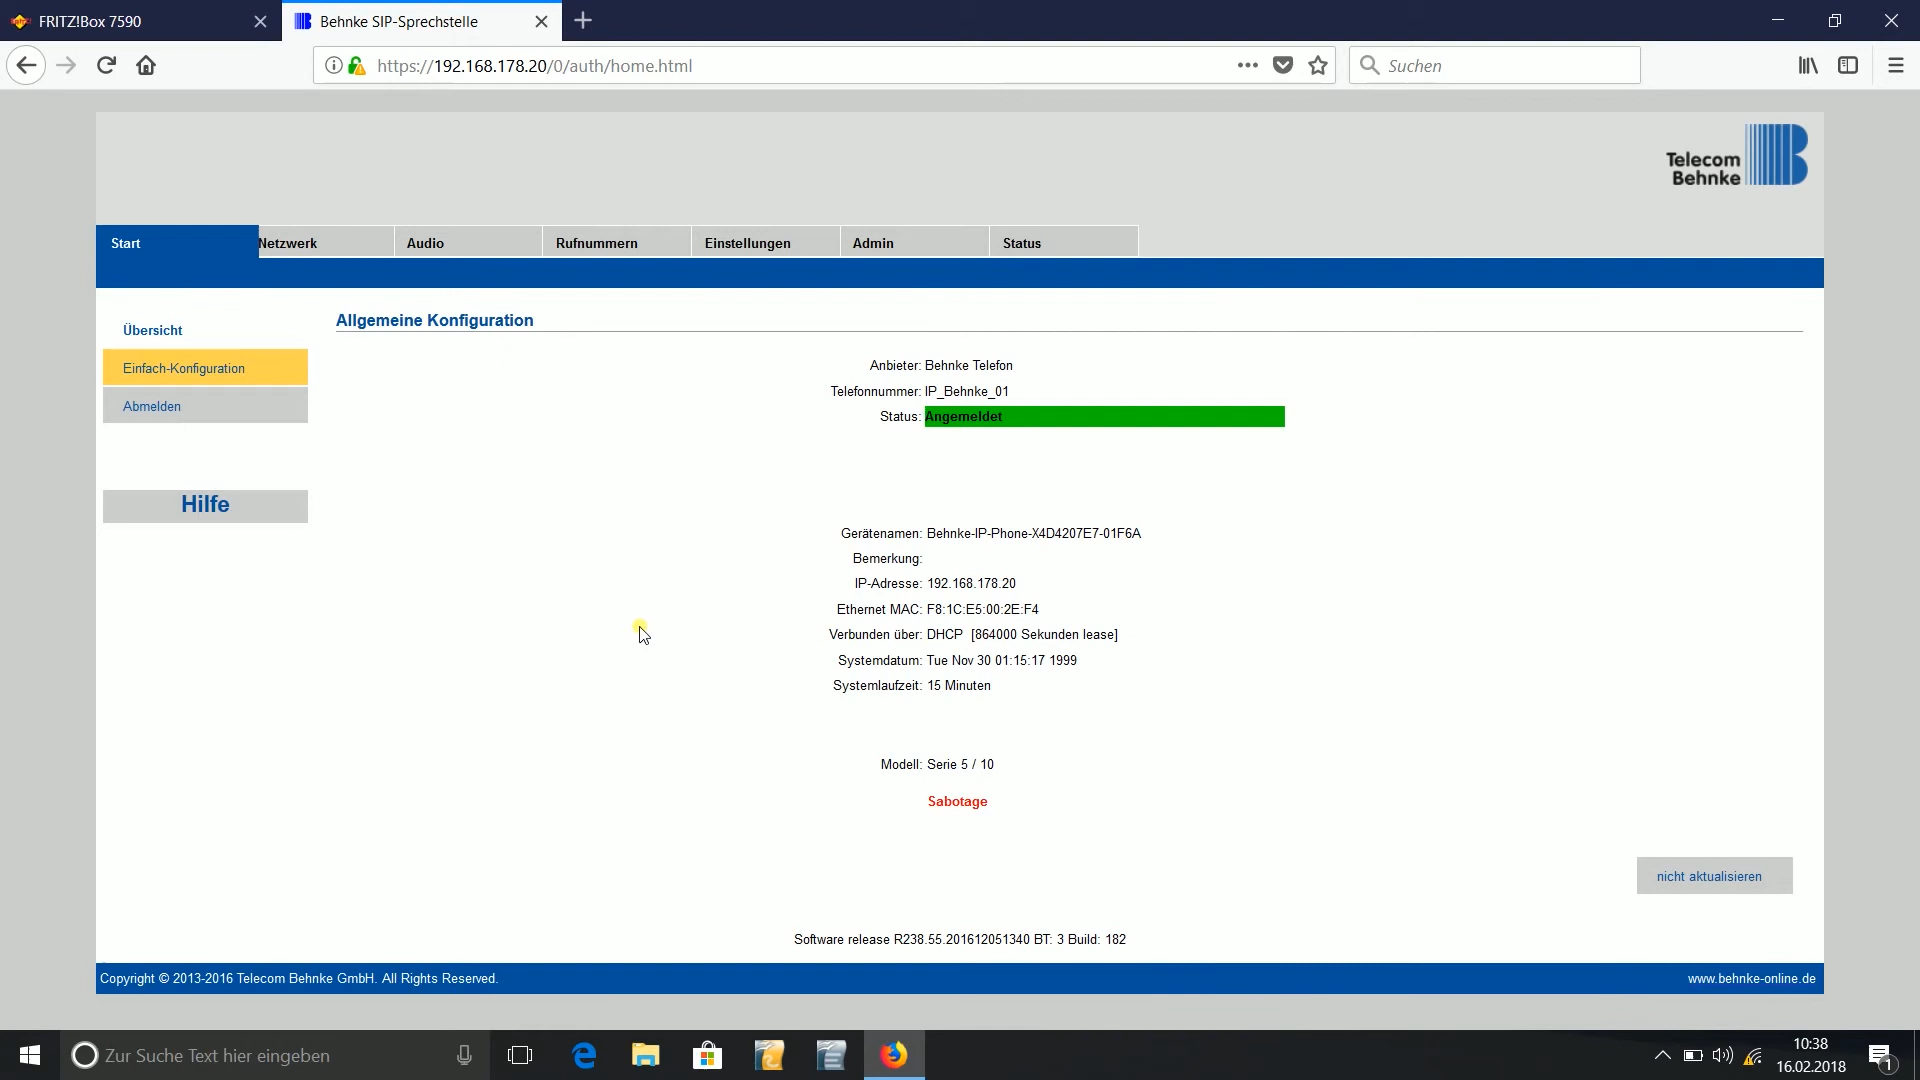 FRITZ!Box 7590
Behnke SIP-Sprechstelle
https://192.168.178.20/0/auth/home.html
Suchen
Telecom
Behnke
Start
Netzwerk
Audio
Rufnummern
Einstellungen
Admin
Status
Übersicht
Einfach-Konfiguration
Abmelden
Hilfe
Allgemeine Konfiguration
Anbieter: Behnke Telefon
Telefonnummer: IP_Behnke_01
Status: Angemeldet
Gerätenamen: Behnke-IP-Phone-X4D4207E7-01F6A
Bemerkung:
IP-Adresse: 192.168.178.20
Ethernet MAC: F8:1C:E5:00:2E:F4
Verbunden über: DHCP [864000 Sekunden lease]
Systemdatum: Tue Nov 30 01:15:17 1999
Systemlaufzeit: 15 Minuten
Modell: Serie 5 / 10
Sabotage
nicht aktualisieren
Software release R238.55.201612051340 BT: 3 Build: 182
Copyright © 2013-2016 Telecom Behnke GmbH. All Rights Reserved.
www.behnke-online.de
Zur Suche Text hier eingeben
10:38
16.02.2018
1